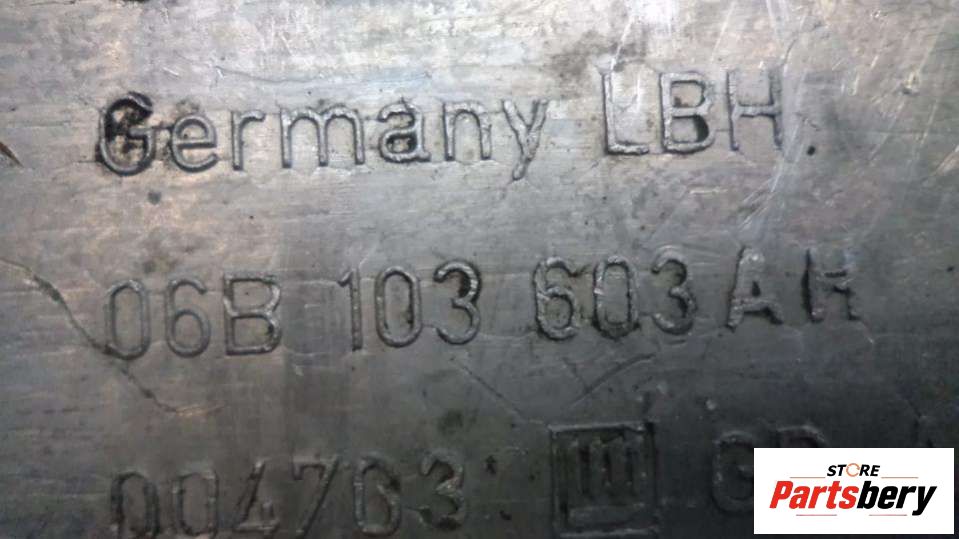 Germany LBH
06B 103 603 AH
004763
STORE
Partsbery